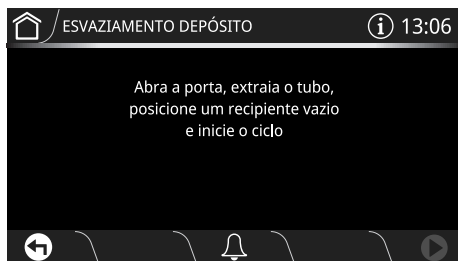 ESVAZIAMENTO DEPÓSITO
13:06
Abra a porta, extraia o tubo,
posicione um recipiente vazio
e inicie o ciclo